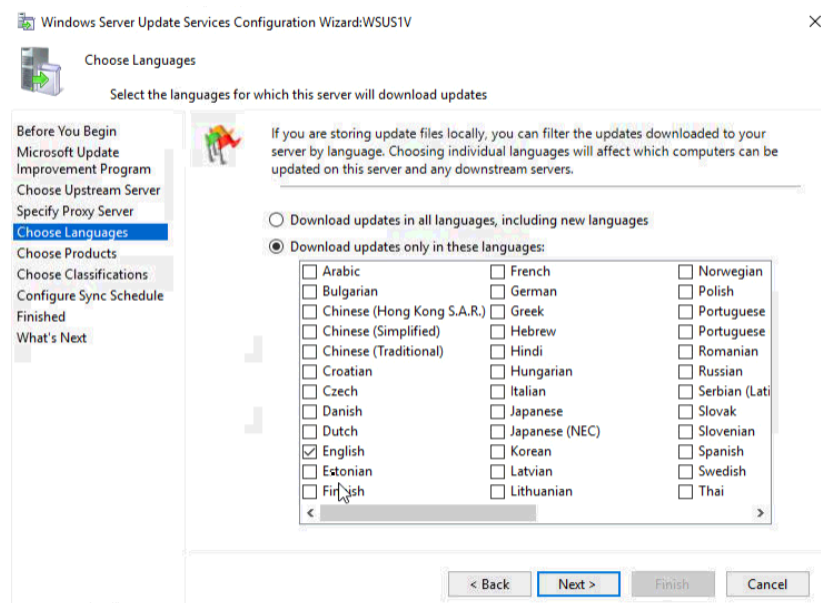 Windows Server Update Services Configuration Wizard:WSUS1V
Choose Languages
Select the languages for which this server will download updates
Before You Begin
Microsoft Update
Improvement Program
Choose Upstream Server
Specify Proxy Server
Choose Languages
Choose Products
Choose Classifications
Configure Sync Schedule
Finished
What's Next
If you are storing update files locally, you can filter the updates downloaded to your
server by language. Choosing individual languages will affect which computers can be
updated on this server and any downstream servers.
Download updates in all languages, including new languages
Download updates only in these languages:
Arabic
Bulgarian
Chinese (Hong Kong S.A.R.)
Chinese (Simplified)
Chinese (Traditional)
Croatian
Czech
Danish
Dutch
English
Estonian
Finnish
French
German
Greek
Hebrew
Hindi
Hungarian
Italian
Japanese
Japanese (NEC)
Korean
Latvian
Lithuanian
Norwegian
Polish
Portuguese
Portuguese
Romanian
Russian
Serbian (Lati
Slovak
Slovenian
Spanish
Swedish
Thai
< Back
Next >
Finish
Cancel